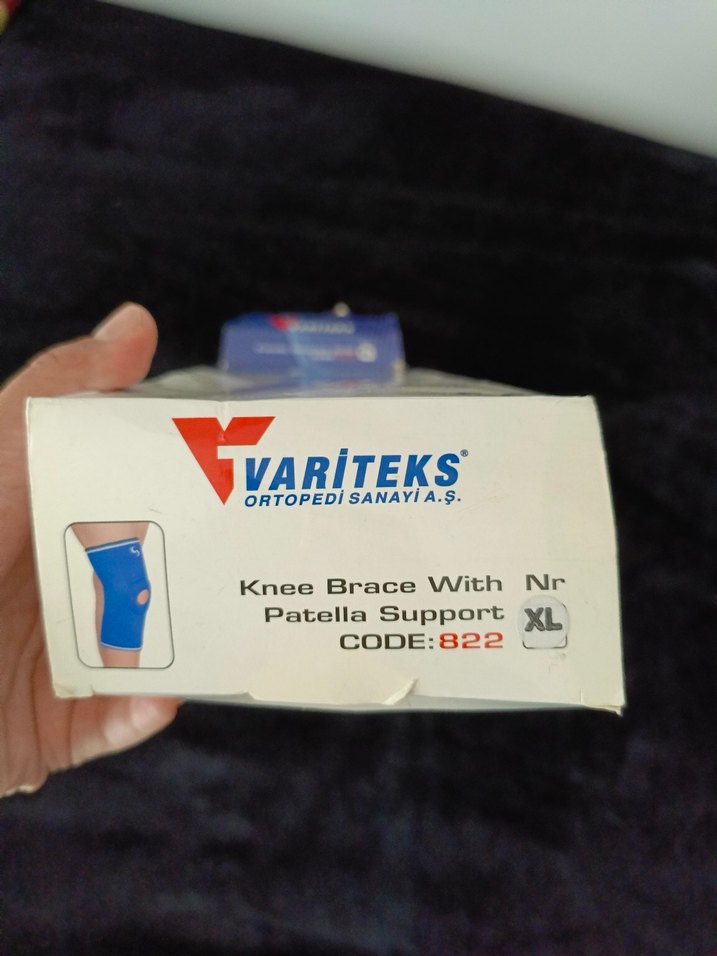 VARİTEKS®
ORTOPEDİ SANAYİ A.Ş.
Knee Brace With Nr
Patella Support XL
CODE:822